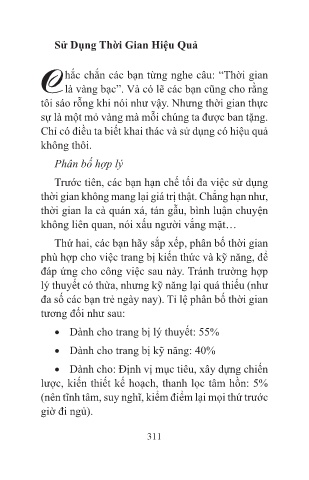 Sử Dụng Thời Gian Hiệu Quả
Chắc chắn các bạn từng nghe câu: “Thời gian
là vàng bạc”. Và có lẽ các bạn cũng cho rằng
tôi sáo rỗng khi nói như vậy. Nhưng thời gian thực
sự là một mỏ vàng mà mỗi chúng ta được ban tặng.
Chỉ có điều ta biết khai thác và sử dụng có hiệu quả
không thôi.
Phân bổ hợp lý
Trước tiên, các bạn hạn chế tối đa việc sử dụng
thời gian không mang lại giá trị thật. Chẳng hạn như,
thời gian la cà quán xá, tán gẫu, bình luận chuyện
không liên quan, nói xấu người vắng mặt…
Thứ hai, các bạn hãy sắp xếp, phân bổ thời gian
phù hợp cho việc trang bị kiến thức và kỹ năng, để
đáp ứng cho công việc sau này. Tránh trường hợp
lý thuyết có thừa, nhưng kỹ năng lại quá thiếu (như
đa số các bạn trẻ ngày nay). Tỉ lệ phân bổ thời gian
tương đối như sau:
• Dành cho trang bị lý thuyết: 55%
• Dành cho trang bị kỹ năng: 40%
• Dành cho: Định vị mục tiêu, xây dựng chiến
lược, kiến thiết kế hoạch, thanh lọc tâm hồn: 5%
(nên tĩnh tâm, suy nghĩ, kiểm điểm lại mọi thứ trước
giờ đi ngủ).
311